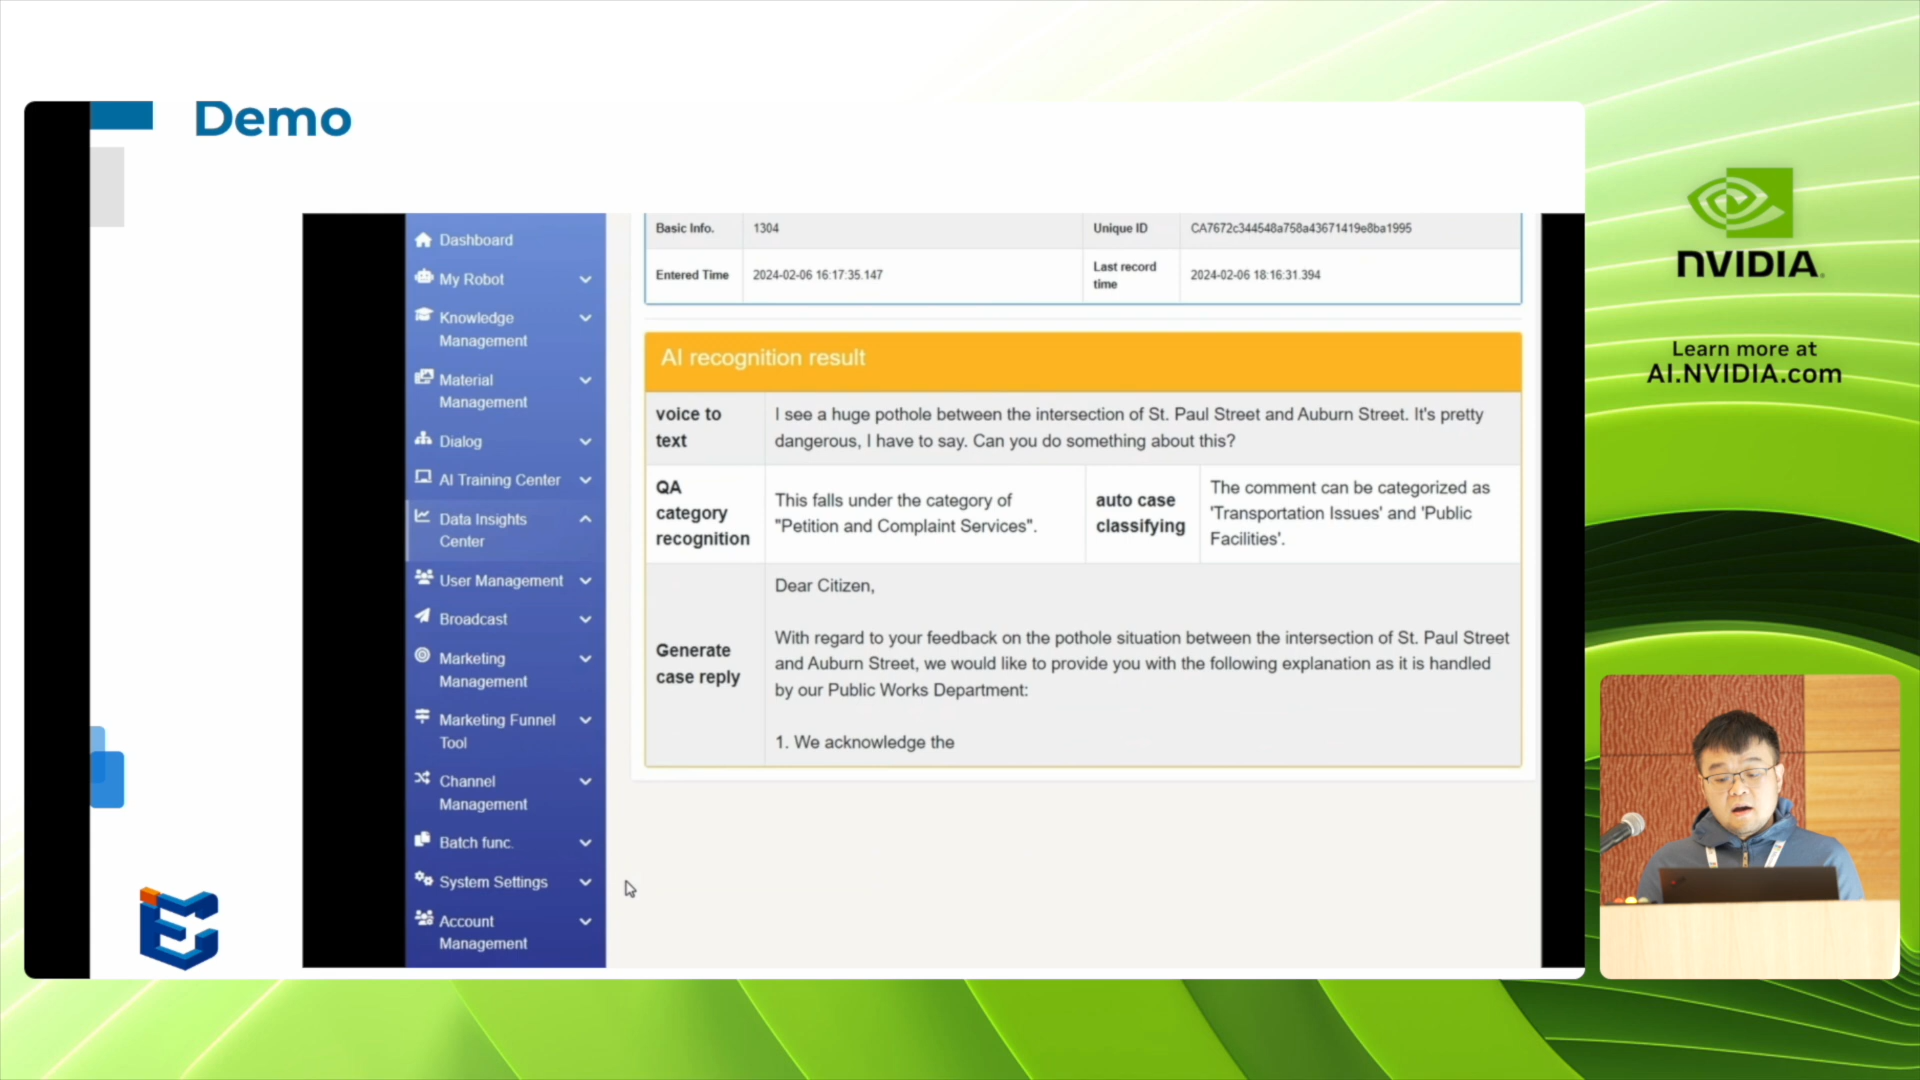 Demo
Dashboard
My Robot
Knowledge
Management
Material
Management
Dialog
AI Training Center
Data Insights
Center
User Management
Broadcast
Marketing
Management
Marketing Funnel
Tool
Channel
Management
Batch func.
System Settings
Account
Management
Basic Info.
1304
Unique ID
CA7672c344548a758a43671419e8ba1995
Entered Time
2024-02-06 16:17:35.147
Last record
time
2024-02-06 18:16:31.394
AI recognition result
voice to
text
I see a huge pothole between the intersection of St. Paul Street and Auburn Street. It's pretty
dangerous, I have to say. Can you do something about this?
QA
category
recognition
This falls under the category of
"Petition and Complaint Services".
auto case
classifying
The comment can be categorized as
'Transportation Issues' and 'Public
Facilities'.
Generate
case reply
Dear Citizen,
With regard to your feedback on the pothole situation between the intersection of St. Paul Street
and Auburn Street, we would like to provide you with the following explanation as it is handled
by our Public Works Department:
1. We acknowledge the
NVIDIA
Learn more at
AI.NVIDIA.com